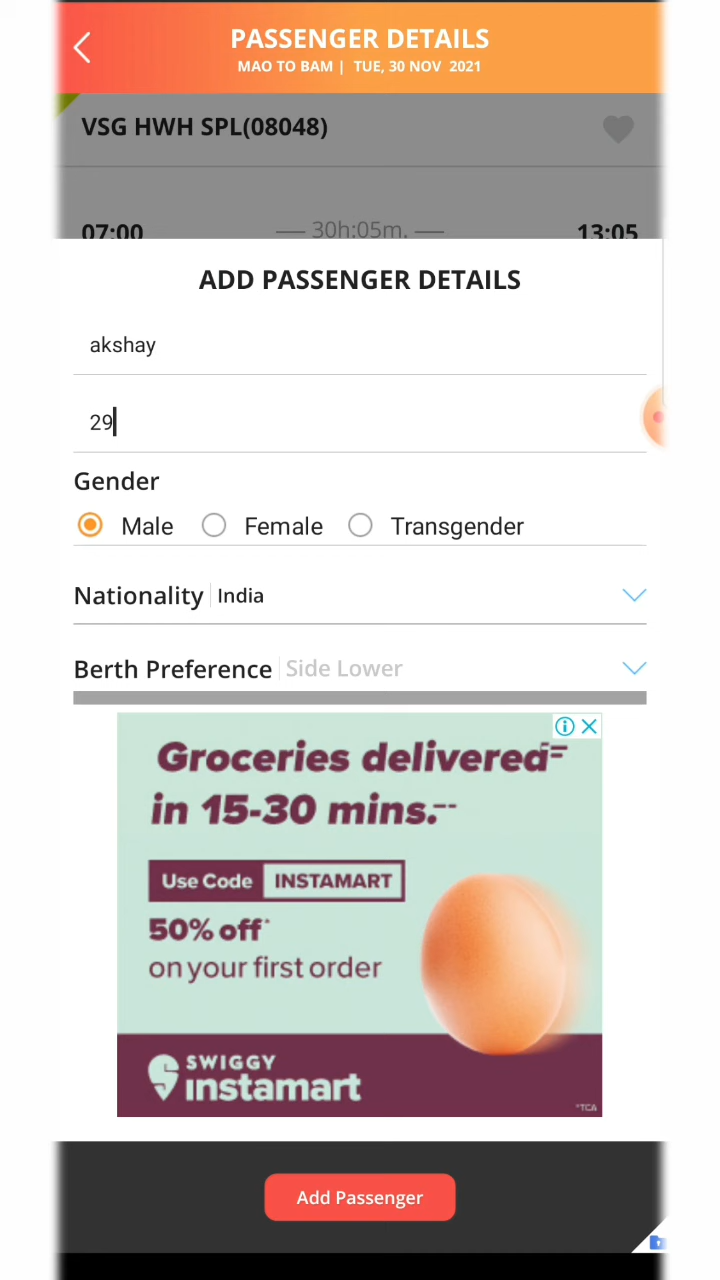 PASSENGER DETAILS
MAO TO BAM | TUE, 30 NOV 2021
VSG HWH SPL(08048)
07:00 — 30h:05m. — 13:05
ADD PASSENGER DETAILS
akshay
29
Gender
Male Female Transgender
Nationality India
Berth Preference Side Lower
Groceries delivered
in 15-30 mins.
Use Code INSTAMART
50% off*
on your first order
SWIGGY
instamart
*TCA
Add Passenger